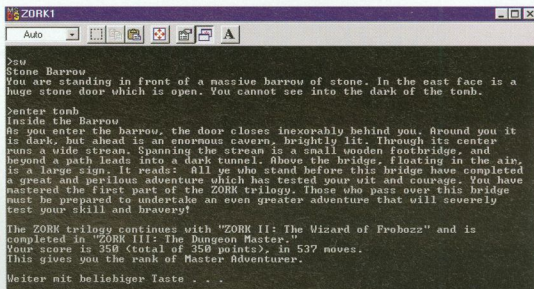 ZORK1
Auto
A
>sw
Stone Barrow
You are standing in front of a massive barrow of stone. In the east face is a
huge stone door which is open. You cannot see into the dark of the tomb.
>enter tomb
Inside the Barrow
As you enter the barrow, the door closes inexorably behind you. Around you it
is dark, but ahead is an enormous cavern, brightly lit. Through its center
runs a wide stream. Spanning the stream is a small wooden footbridge, and
beyond a path leads into a dark tunnel. Above the bridge, floating in the air,
is a large sign. It reads:  All ye who stand before this bridge have completed
a great and perilous adventure which has tested your wit and courage. You have
mastered the first part of the ZORK trilogy. Those who pass over this bridge
must be prepared to undertake an even greater adventure that will severely
test your skill and bravery!
The ZORK trilogy continues with "ZORK II: The Wizard of Frobozz" and is
completed in "ZORK III: The Dungeon Master."
Your score is 350 (total of 350 points), in 537 moves.
This gives you the rank of Master Adventurer.
Weiter mit beliebiger Taste . . .